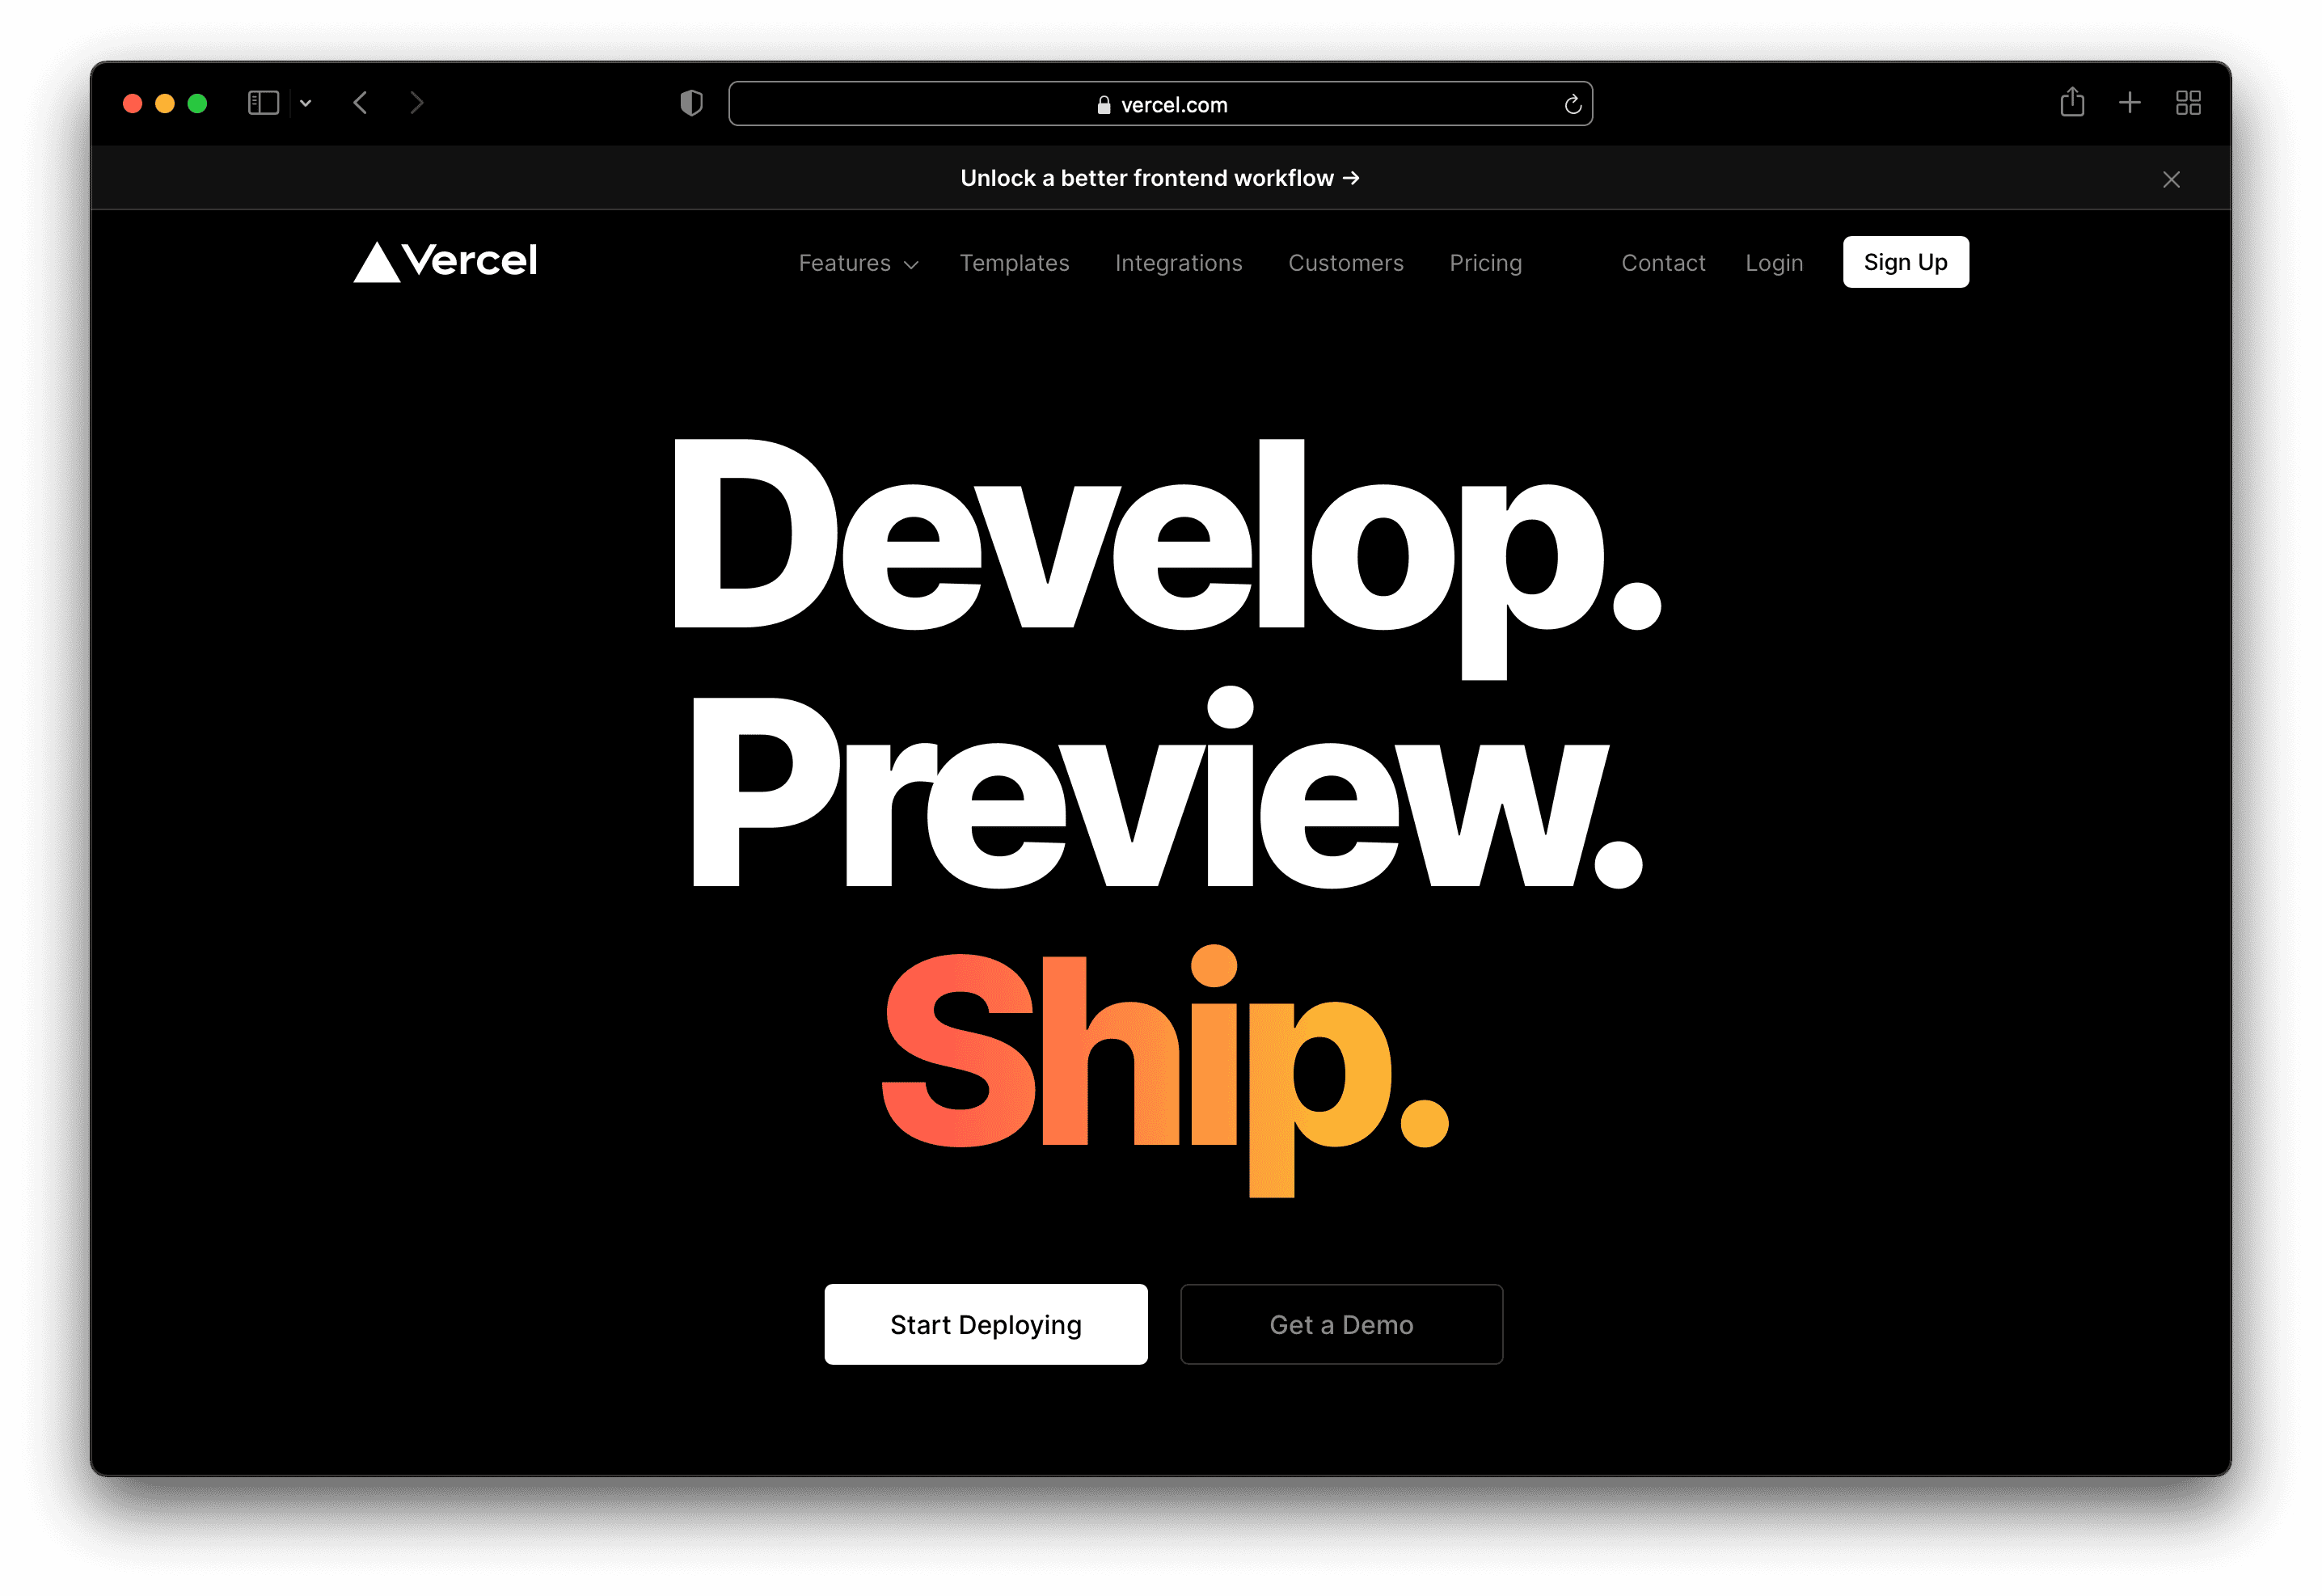 vercel.com
Unlock a better frontend workflow →
Vercel
Features Templates Integrations Customers Pricing Contact Login Sign Up
Develop.
Preview.
Ship.
Start Deploying Get a Demo